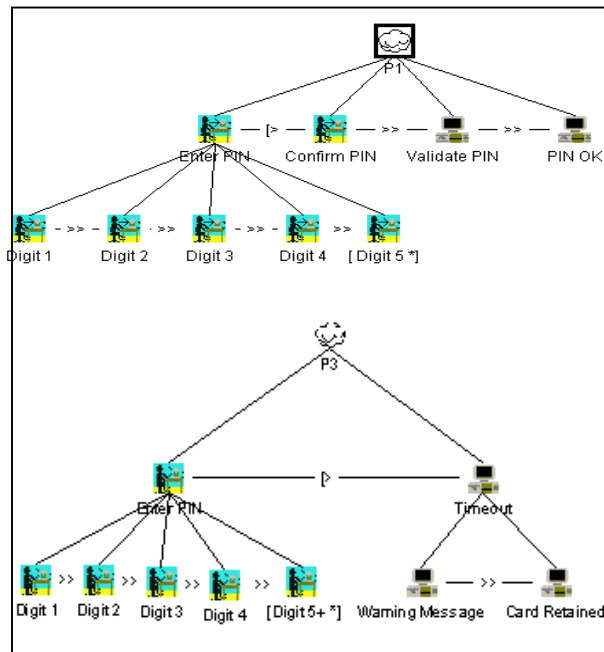 P1
[> >> >>
Enter PIN Confirm PIN Validate PIN PIN OK
>> >> >> >>
Digit 1 Digit 2 Digit 3 Digit 4 [ Digit 5 *]
P3
[>
Enter PIN Timeout
>> >> >> >> >>
Digit 1 Digit 2 Digit 3 Digit 4 [Digit 5+ *] Warning Message Card Retained